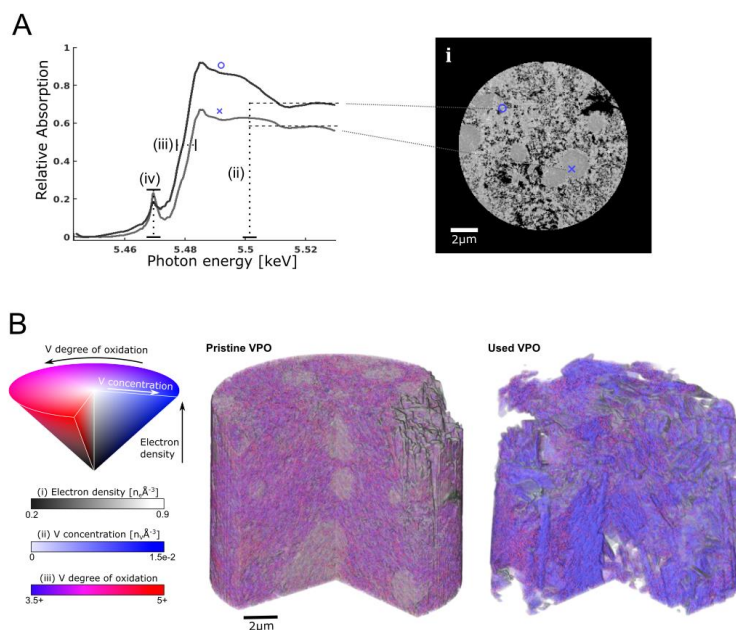 A
Relative Absorption
1
0.8
0.6
0.4
0.2
0
(iii)
(iv)
(ii)
5.46
5.48
5.5
5.52
Photon energy [keV]
i
2μm
B
V degree of oxidation
V concentration
Electron
density
(i) Electron density [nₑÅ⁻³]
0.2
0.9
(ii) V concentration [nᵥÅ⁻³]
0
1.5e-2
(iii) V degree of oxidation
3.5+
5+
Pristine VPO
2μm
Used VPO